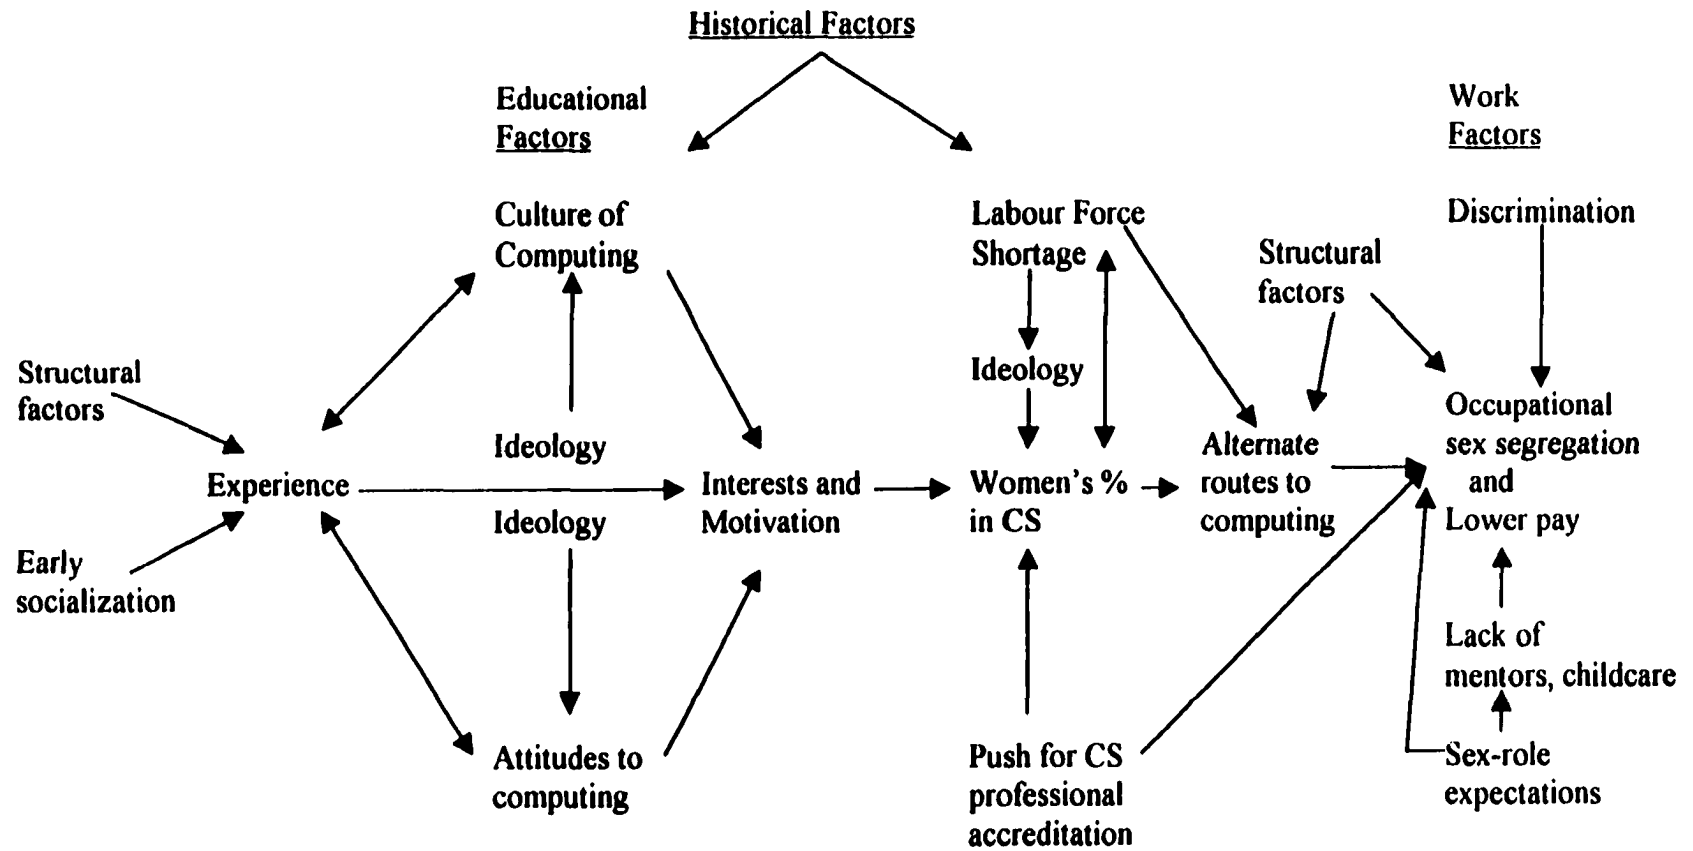 Historical Factors
Educational
Factors
Work
Factors
Culture of
Computing
Labour Force
Shortage
Discrimination
Structural
factors
Structural
factors
Ideology
Occupational
sex segregation
and
Lower pay
Ideology
Alternate
routes to
computing
Experience
Interests and
Motivation
Women's %
in CS
Ideology
Early
socialization
Lack of
mentors, childcare
Attitudes to
computing
Push for CS
professional
accreditation
Sex-role
expectations